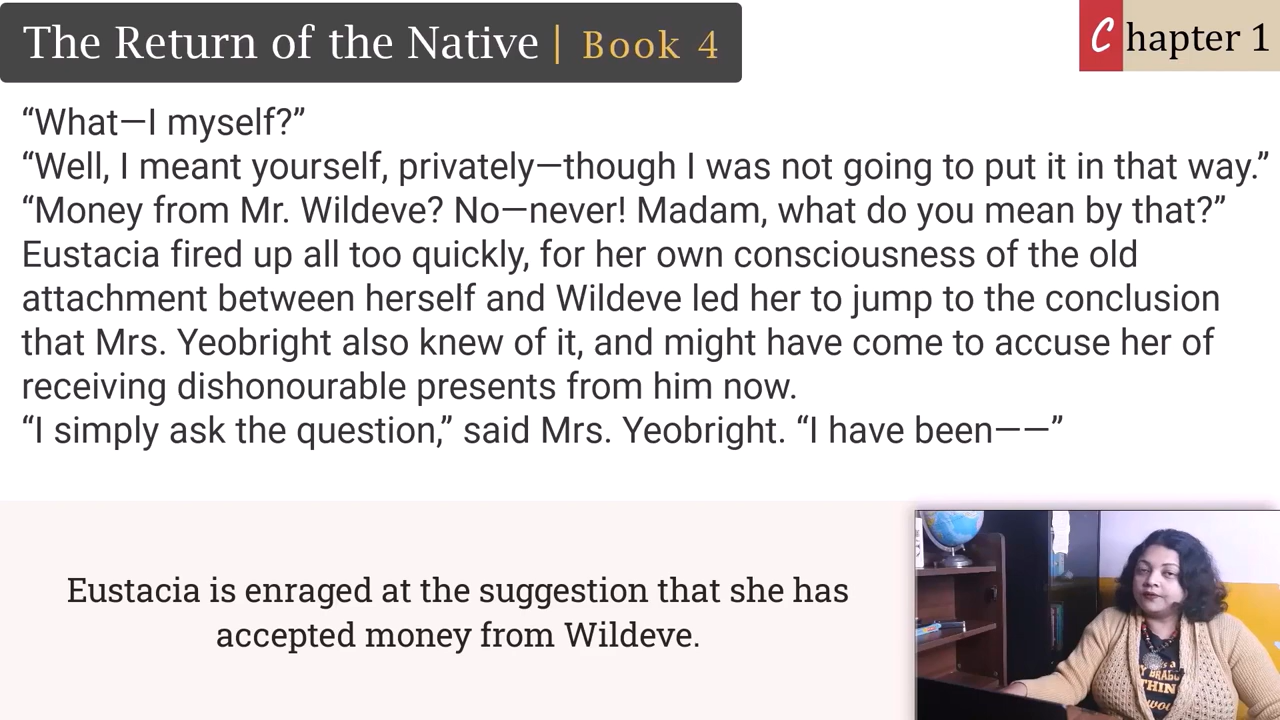 The Return of the Native | Book 4
Chapter 1
“What—I myself?”
“Well, I meant yourself, privately—though I was not going to put it in that way.”
“Money from Mr. Wildeve? No—never! Madam, what do you mean by that?”
Eustacia fired up all too quickly, for her own consciousness of the old
attachment between herself and Wildeve led her to jump to the conclusion
that Mrs. Yeobright also knew of it, and might have come to accuse her of
receiving dishonourable presents from him now.
“I simply ask the question,” said Mrs. Yeobright. “I have been——”
Eustacia is enraged at the suggestion that she has
accepted money from Wildeve.
THIN